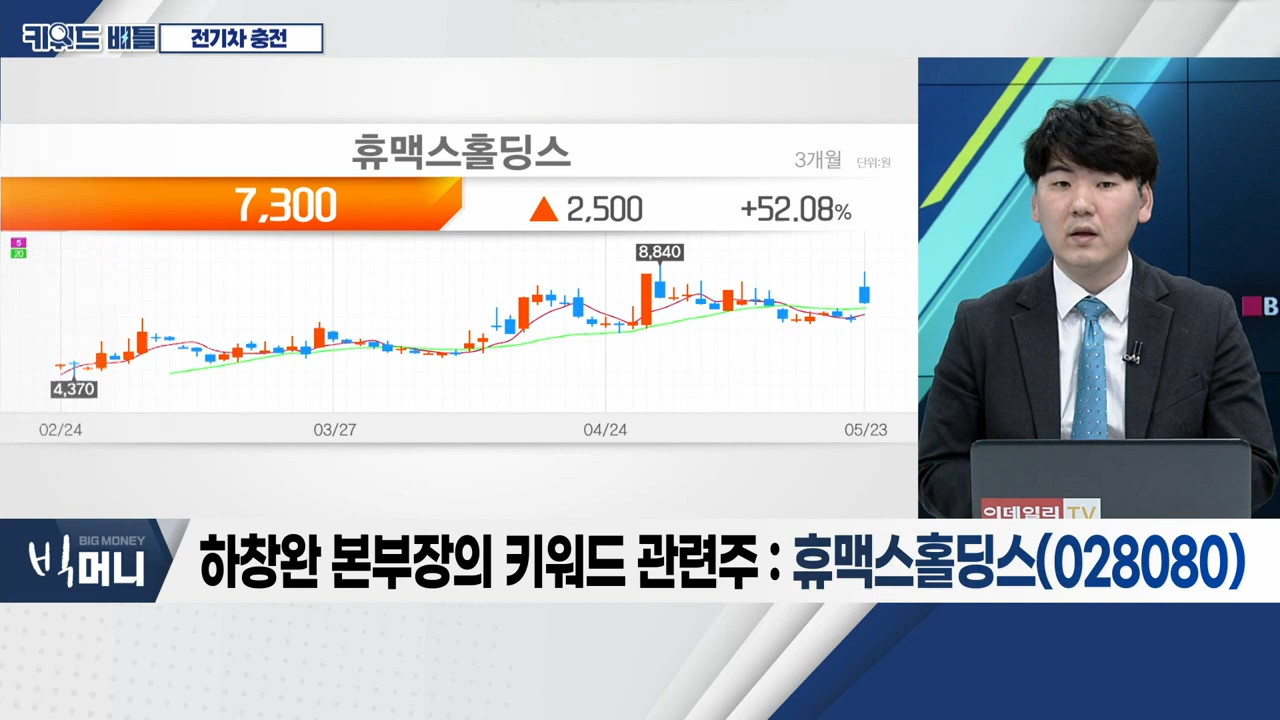 키워드 배틀
전기차 충전
휴맥스홀딩스
3개월 단위:원
7,300 ▲ 2,500 +52.08%
5
20
8,840
4,370
02/24 03/27 04/24 05/23
B
이데일리 TV
BIG MONEY
빅머니
하창완 본부장의 키워드 관련주 : 휴맥스홀딩스(028080)